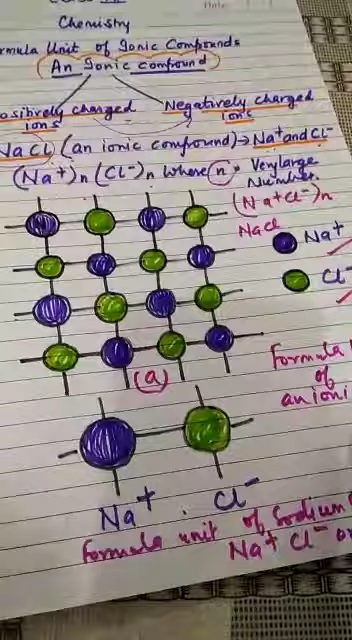 Chemistry
Formula Unit of Ionic Compounds
An Ionic compound
Positively charged ions
Negatively charged ions
NaCl (an ionic compound) → Na+ and Cl-
(Na+)n (Cl-)n where n = Very large Number
(Na+Cl-)n
NaCl
Na+
Cl-
(a)
Formula
of
an ioni
Na+ . Cl-
Formula unit of Sodium
Na+ Cl- or